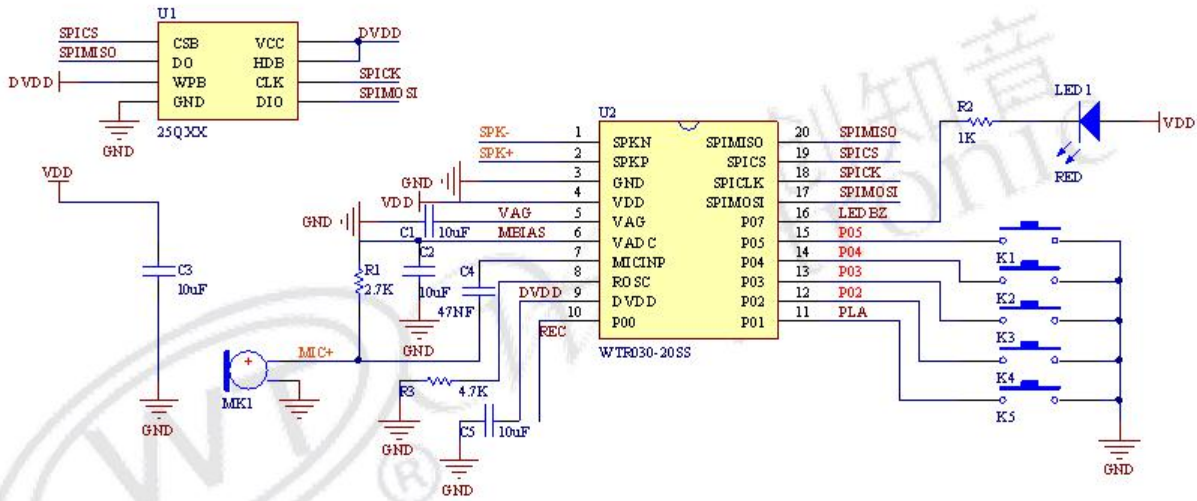 U1
SPICS
CSB
VCC
DVDD
SPIMISO
DO
HDB
DVDD
WPB
CLK
SPICK
GND
DIO
SPIMOSI
25QXX
GND
VDD
C3
10uF
GND
U2
SPK-
1
SPKN
SPIMISO
20
SPIMISO
SPK+
2
SPKP
SPICS
19
SPICS
GND
3
GND
SPICLK
18
SPICK
VDD
4
VDD
SPIMOSI
17
SPIMOSI
GND
VAG
5
VAG
P07
16
LEDBZ
C1
10uF
MBIAS
6
VADC
P05
15
P05
7
MICINP
P04
14
P04
8
ROSC
P03
13
P03
DVDD
9
DVDD
P02
12
P02
REC
10
P00
P01
11
PLA
WTR030-20SS
R1
2.7K
C2
10uF
GND
C4
47NF
MIC+
MK1
GND
R3
4.7K
GND
C5
10uF
GND
R2
1K
LED1
VDD
RED
K1
K2
K3
K4
K5
GND
创知音
tronic
®